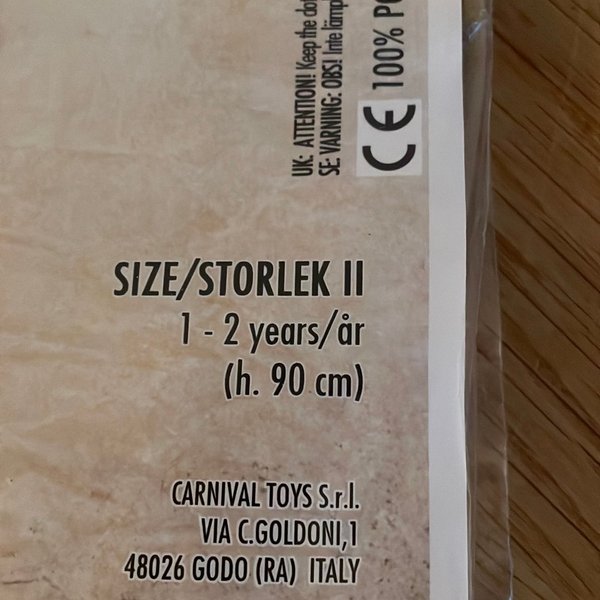 UK: ATTENTION! Keep the
SE: VARNING: OBS! Inte
CE 100%
SIZE/STORLEK II
1 - 2 years/år
(h. 90 cm)
CARNIVAL TOYS S.r.l.
VIA C.GOLDONI,1
48026 GODO (RA) ITALY